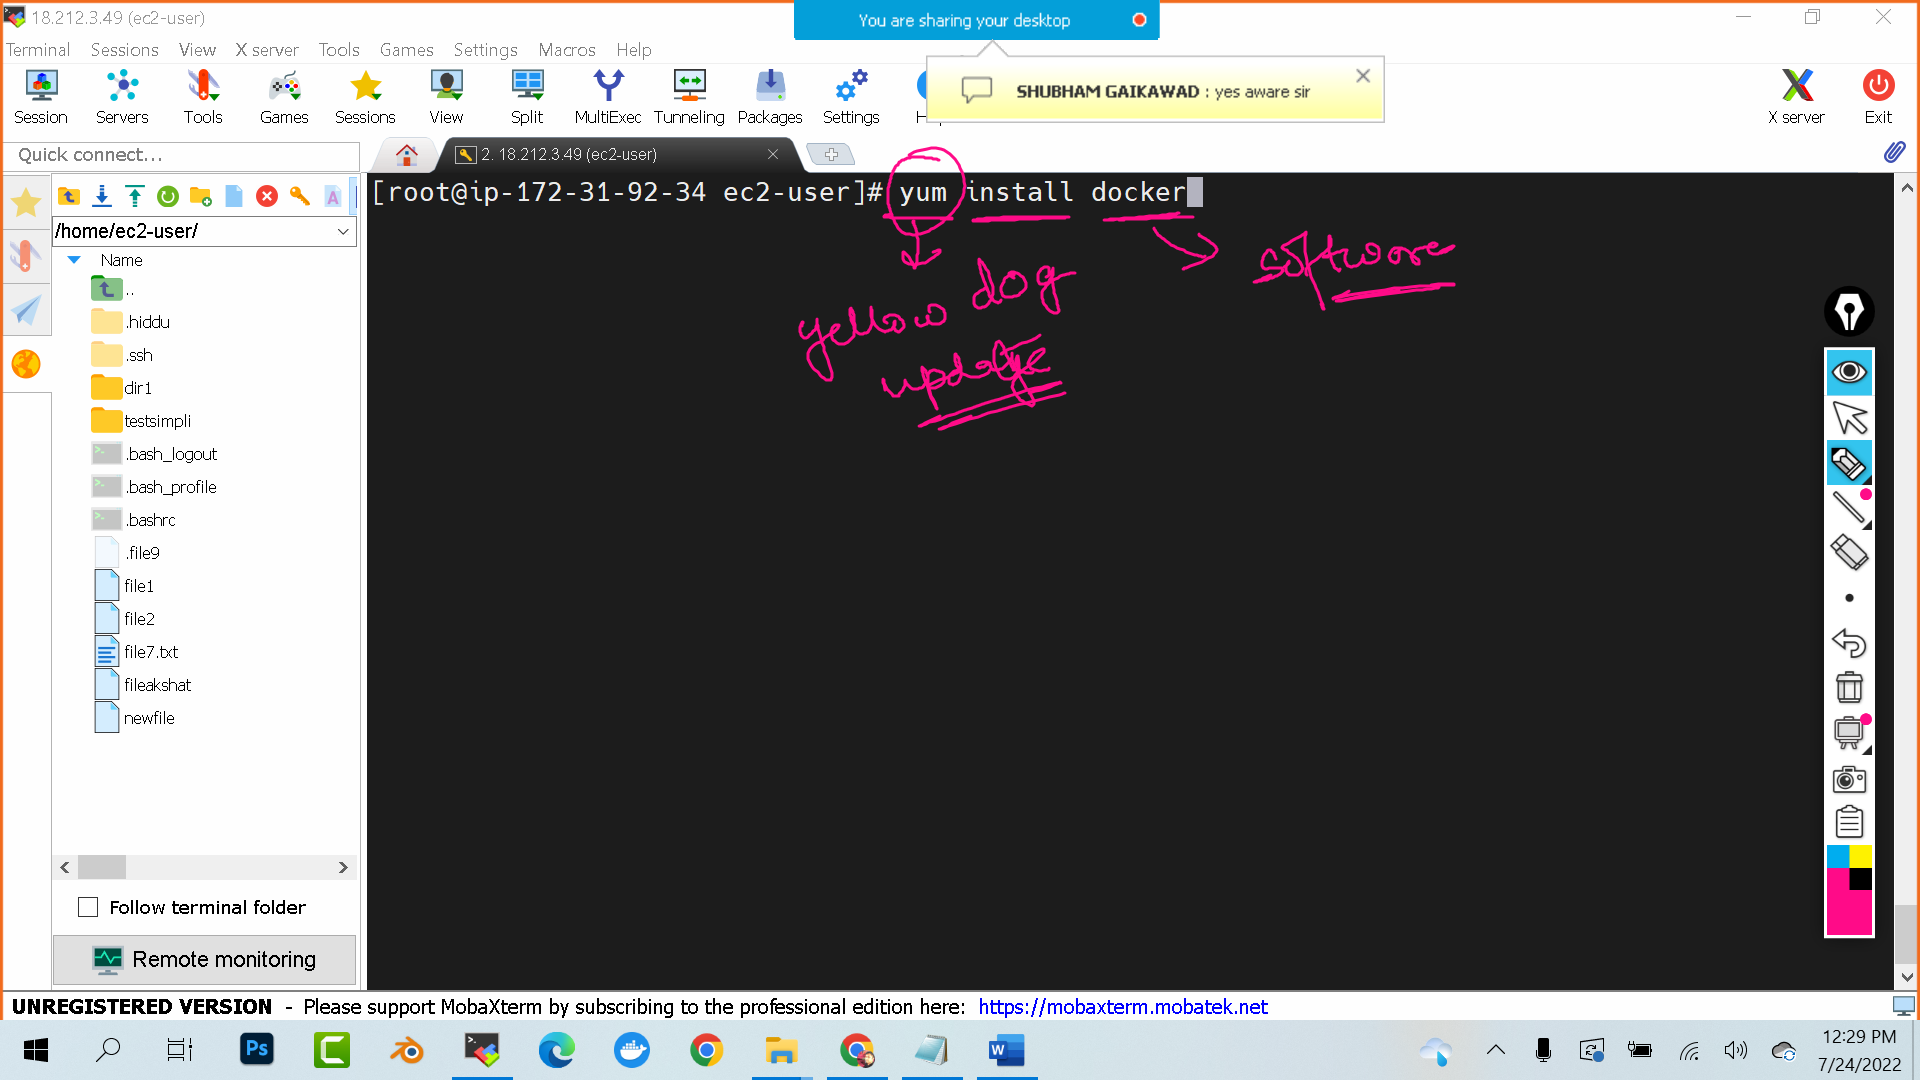 18.212.3.49 (ec2-user)
You are sharing your desktop
Terminal Sessions View X server Tools Games Settings Macros Help
SHUBHAM GAIKAWAD : yes aware sir
Session Servers Tools Games Sessions View Split MultiExec Tunneling Packages Settings X server Exit
Quick connect...
2. 18.212.3.49 (ec2-user)
[root@ip-172-31-92-34 ec2-user]# yum install docker
/home/ec2-user/
Name
..
.hiddu
.ssh
dir1
testsimpli
.bash_logout
.bash_profile
.bashrc
.file9
file1
file2
file7.txt
fileakshat
newfile
software
yellow dog
update
Follow terminal folder
Remote monitoring
UNREGISTERED VERSION - Please support MobaXterm by subscribing to the professional edition here: https://mobaxterm.mobatek.net
Ps
C
W
12:29 PM
7/24/2022